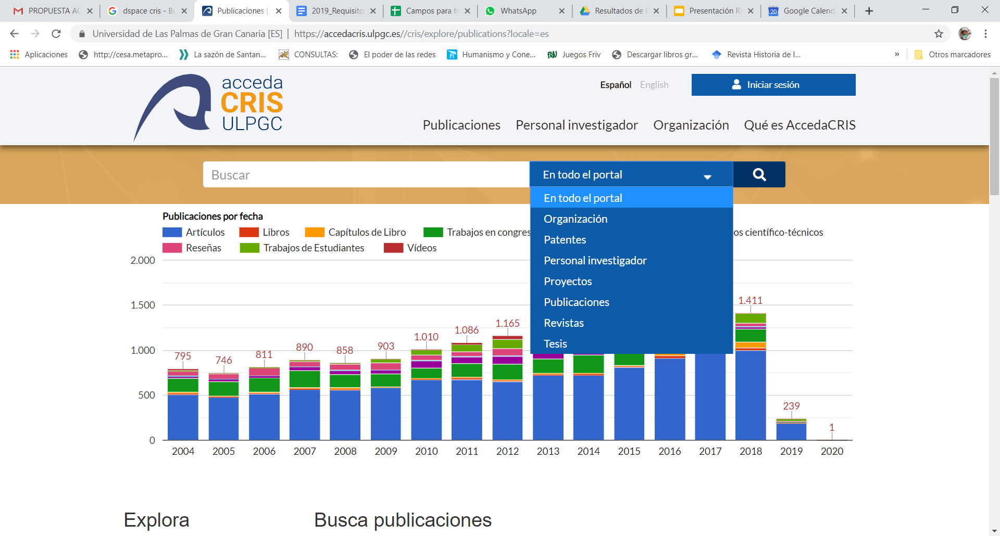 PROPUESTA AC
dspace cris - Bu
Publicaciones |
2019_Requisito
Campos para h
WhatsApp
Resultados de
Presentación RI
20
Google Calend
Universidad de Las Palmas de Gran Canaria [ES] | https://accedacris.ulpgc.es//cris/explore/publications?locale=es
Aplicaciones
http://cesa.metapro...
La sazón de Santan...
CONSULTAS:
El poder de las redes
Humanismo y Cone...
Juegos Friv
Descargar libros gr...
Revista Historia de I...
»
Otros marcadores
acceda
CRIS
ULPGC
Español English
Iniciar sesión
Publicaciones Personal investigador Organización Qué es AccedaCRIS
Buscar
En todo el portal
En todo el portal
Organización
Patentes
Personal investigador
Proyectos
Publicaciones
Revistas
Tesis
Publicaciones por fecha
Artículos Libros Capítulos de Libro Trabajos en congres os científico-técnicos
Reseñas Trabajos de Estudiantes Vídeos
2.000
1.500
1.000
500
0
795
746
811
890
858
903
1.010
1.086
1.165
1.411
239
1
2004 2005 2006 2007 2008 2009 2010 2011 2012 2013 2014 2015 2016 2017 2018 2019 2020
Explora
Busca publicaciones